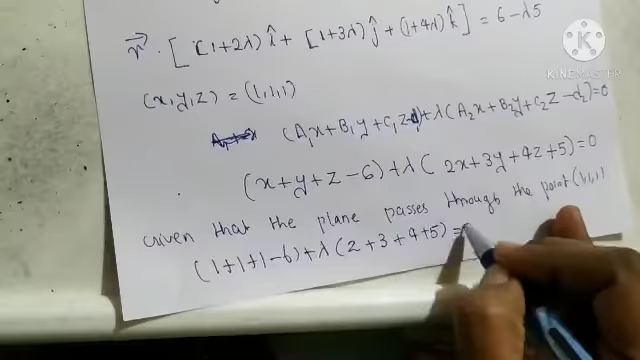 r⃗ . [ (1+2λ) î + [1+3λ) ĵ + (1+4λ) k̂ ] = 6 - λ5
(x,y,z) = (1,1,1)
(A₁x + B₁y + C₁z - d₁) + λ(A₂x + B₂y + C₂z - d₂) = 0
(x+y+z-6) + λ( 2x+3y+4z+5) = 0
Given that the plane passes through the point (1,1,1)
(1+1+1-6) + λ (2+3+4+5) =
KINEMASTER